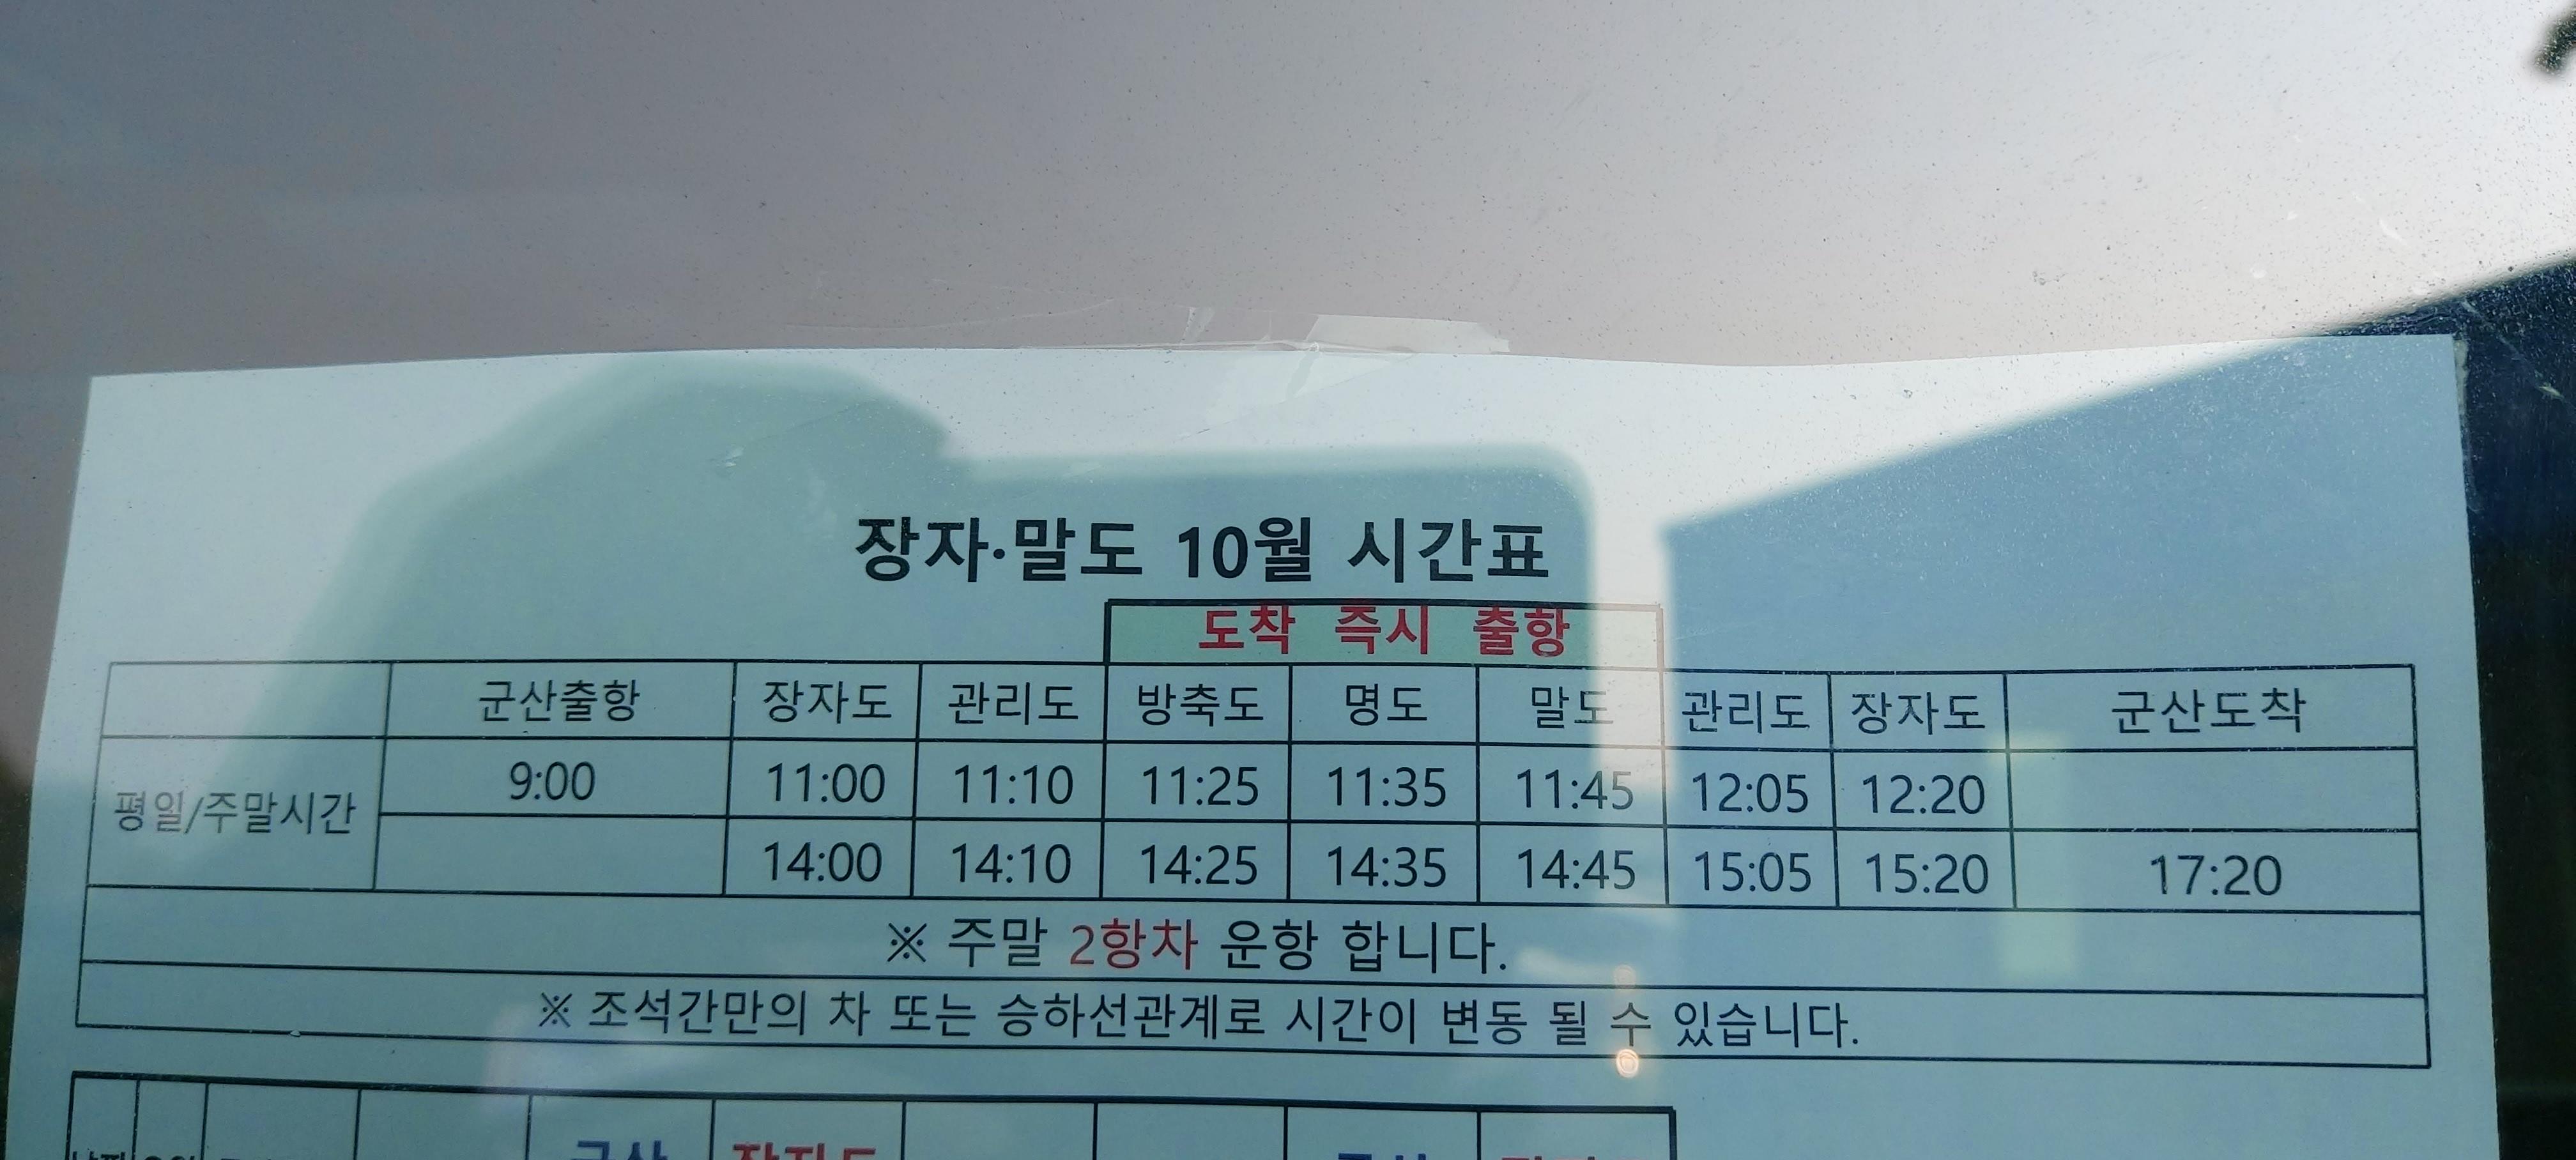 장자·말도 10월 시간표
도착 즉시 출항
군산출항 장자도 관리도 방축도 명도 말도 관리도 장자도 군산도착
평일/주말시간
9:00 11:00 11:10 11:25 11:35 11:45 12:05 12:20
14:00 14:10 14:25 14:35 14:45 15:05 15:20 17:20
※ 주말 2항차 운항 합니다.
※ 조석간만의 차 또는 승하선관계로 시간이 변동 될 수 있습니다.
군산 장자도